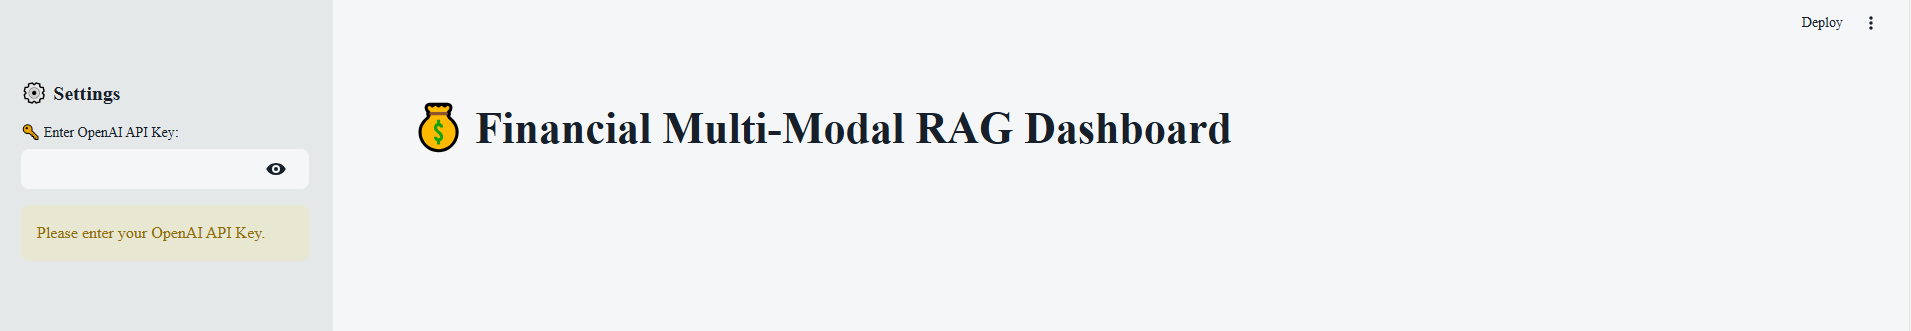 Deploy
Settings
Enter OpenAI API Key:
Please enter your OpenAI API Key.
Financial Multi-Modal RAG Dashboard